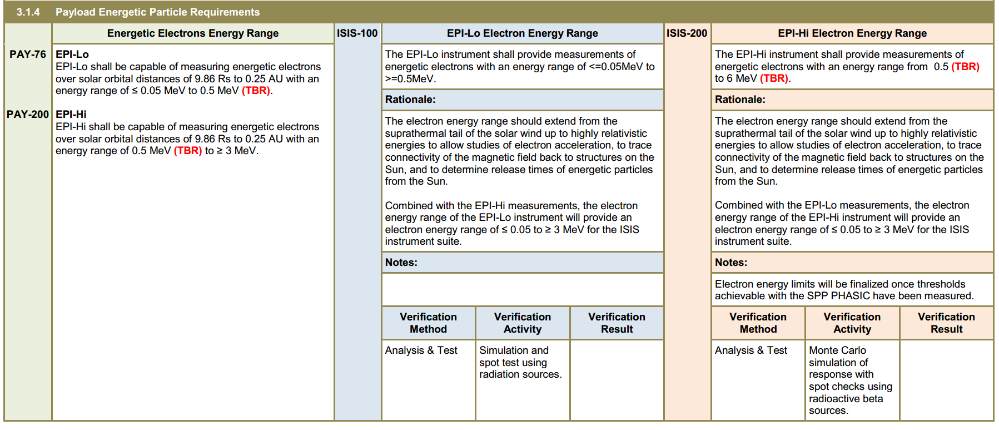 3.1.4 Payload Energetic Particle Requirements
Energetic Electrons Energy Range
ISIS-100
EPI-Lo Electron Energy Range
ISIS-200
EPI-Hi Electron Energy Range
PAY-76
EPI-Lo
EPI-Lo shall be capable of measuring energetic electrons
over solar orbital distances of 9.86 Rs to 0.25 AU with an
energy range of ≤ 0.05 MeV to 0.5 MeV (TBR).
PAY-200
EPI-Hi
EPI-Hi shall be capable of measuring energetic electrons
over solar orbital distances of 9.86 Rs to 0.25 AU with an
energy range of 0.5 MeV (TBR) to ≥ 3 MeV.
The EPI-Lo instrument shall provide measurements of
energetic electrons with an energy range of <=0.05MeV to
>=0.5MeV.
Rationale:
The electron energy range should extend from the
suprathermal tail of the solar wind up to highly relativistic
energies to allow studies of electron acceleration, to trace
connectivity of the magnetic field back to structures on the
Sun, and to determine release times of energetic particles
from the Sun.
Combined with the EPI-Hi measurements, the electron
energy range of the EPI-Lo instrument will provide an
electron energy range of ≤ 0.05 to ≥ 3 MeV for the ISIS
instrument suite.
Notes:
Verification
Method
Verification
Activity
Verification
Result
Analysis & Test
Simulation and
spot test using
radiation sources.
The EPI-Hi instrument shall provide measurements of
energetic electrons with an energy range from 0.5 (TBR)
to 6 MeV (TBR).
Rationale:
The electron energy range should extend from the
suprathermal tail of the solar wind up to highly relativistic
energies to allow studies of electron acceleration, to trace
connectivity of the magnetic field back to structures on the
Sun, and to determine release times of energetic particles
from the Sun.
Combined with the EPI-Lo measurements, the electron
energy range of the EPI-Hi instrument will provide an
electron energy range of ≤ 0.05 to ≥ 3 MeV for the ISIS
instrument suite.
Notes:
Electron energy limits will be finalized once thresholds
achievable with the SPP PHASIC have been measured.
Verification
Method
Verification
Activity
Verification
Result
Analysis & Test
Monte Carlo
simulation of
response with
spot checks using
radioactive beta
sources.